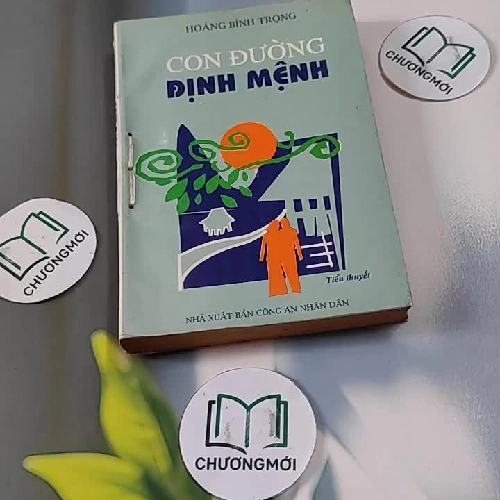 HOÀNG BÌNH TRỌNG
CON ĐƯỜNG
ĐỊNH MỆNH
Tiểu thuyết
NHÀ XUẤT BẢN CÔNG AN NHÂN DÂN
CHƯƠNGMỚI
CHƯƠNGMỚI
CHƯƠNGMỚI